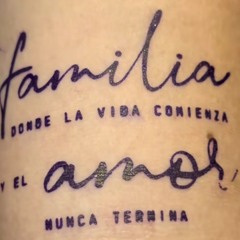 familia
DONDE LA VIDA COMIENZA
Y EL amor
NUNCA TERMINA